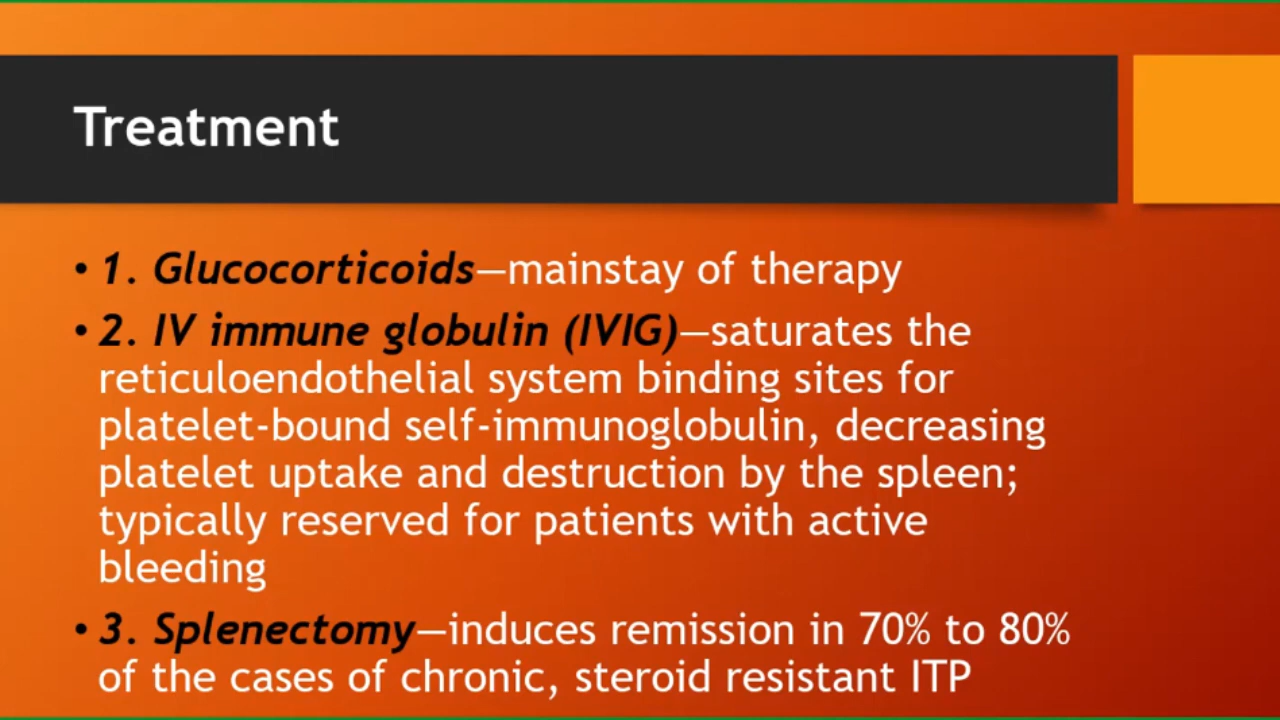 Treatment
• 1. Glucocorticoids—mainstay of therapy
• 2. IV immune globulin (IVIG)—saturates the
reticuloendothelial system binding sites for
platelet-bound self-immunoglobulin, decreasing
platelet uptake and destruction by the spleen;
typically reserved for patients with active
bleeding
• 3. Splenectomy—induces remission in 70% to 80%
of the cases of chronic, steroid resistant ITP